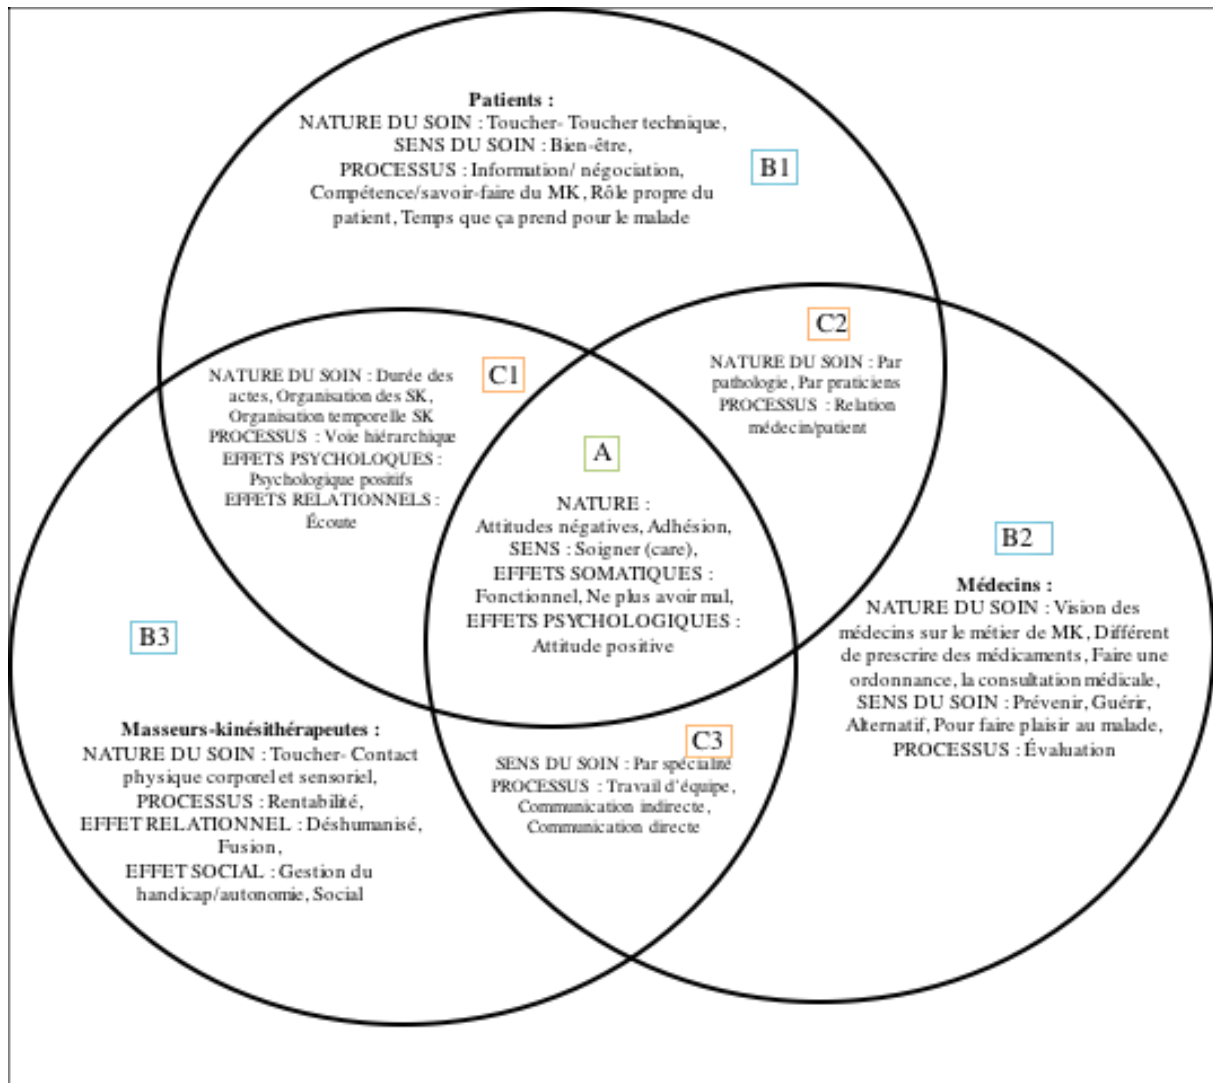 Patients :
NATURE DU SOIN : Toucher- Toucher technique,
SENS DU SOIN : Bien-être,
PROCESSUS : Information/ négociation,
Compétence/savoir-faire du MK, Rôle propre du
patient, Temps que ça prend pour le malade
B1
C2
NATURE DU SOIN : Par
pathologie, Par praticiens
PROCESSUS : Relation
médecin/patient
C1
NATURE DU SOIN : Durée des
actes, Organisation des SK,
Organisation temporelle SK
PROCESSUS : Voie hiérarchique
EFFETS PSYCHOLOQUES :
Psychologique positifs
EFFETS RELATIONNELS :
Écoute
A
NATURE :
Attitudes négatives, Adhésion,
SENS : Soigner (care),
EFFETS SOMATIQUES :
Fonctionnel, Ne plus avoir mal,
EFFETS PSYCHOLOGIQUES :
Attitude positive
B2
Médecins :
NATURE DU SOIN : Vision des
médecins sur le métier de MK, Différent
de prescrire des médicaments, Faire une
ordonnance, la consultation médicale,
SENS DU SOIN : Prévenir, Guérir,
Alternatif, Pour faire plaisir au malade,
PROCESSUS : Évaluation
B3
Masseurs-kinésithérapeutes :
NATURE DU SOIN : Toucher- Contact
physique corporel et sensoriel,
PROCESSUS : Rentabilité,
EFFET RELATIONNEL : Déshumanisé,
Fusion,
EFFET SOCIAL : Gestion du
handicap/autonomie, Social
C3
SENS DU SOIN : Par spécialité
PROCESSUS : Travail d'équipe,
Communication indirecte,
Communication directe